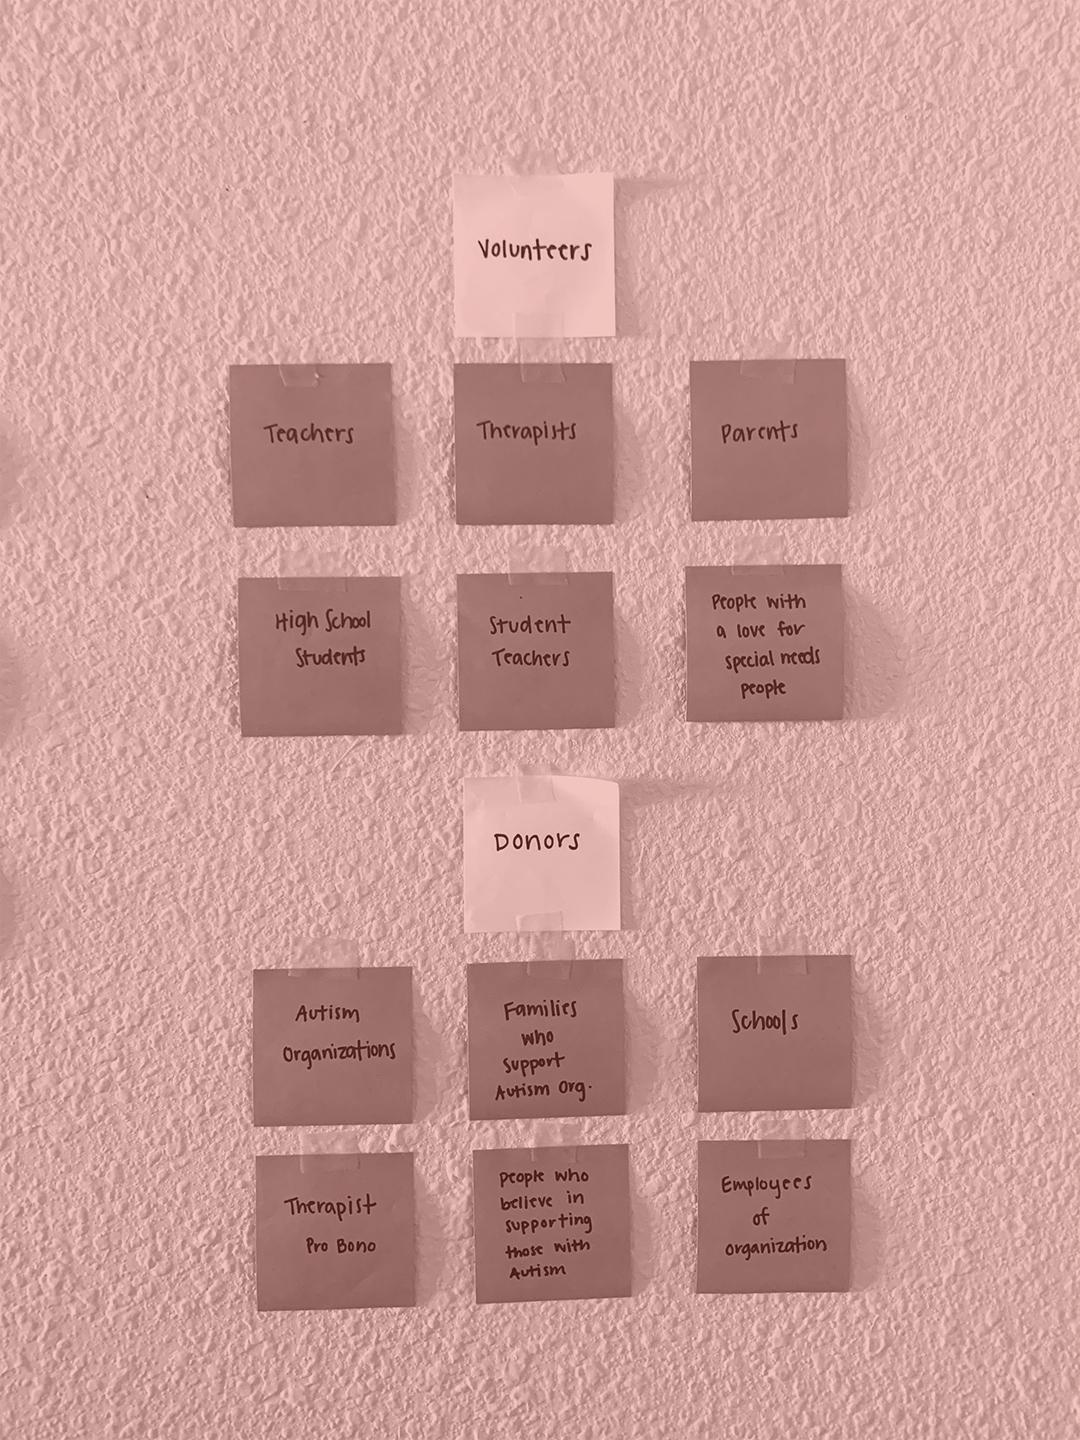 Volunteers
Teachers
Therapists
Parents
High School
Students
Student
Teachers
People with
a love for
special needs
people
Donors
Autism
Organizations
Families
who
support
Autism Org.
Schools
Therapist
Pro Bono
people who
believe in
supporting
those with
Autism
Employees
of
organization